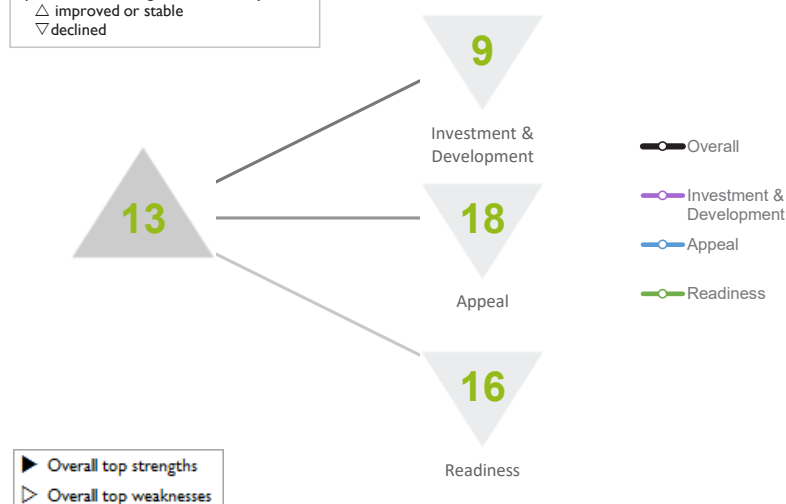 △ improved or stable
▽ declined
9
Investment &
Development
13
18
Appeal
16
Readiness
Overall
Investment &
Development
Appeal
Readiness
▶ Overall top strengths
▷ Overall top weaknesses